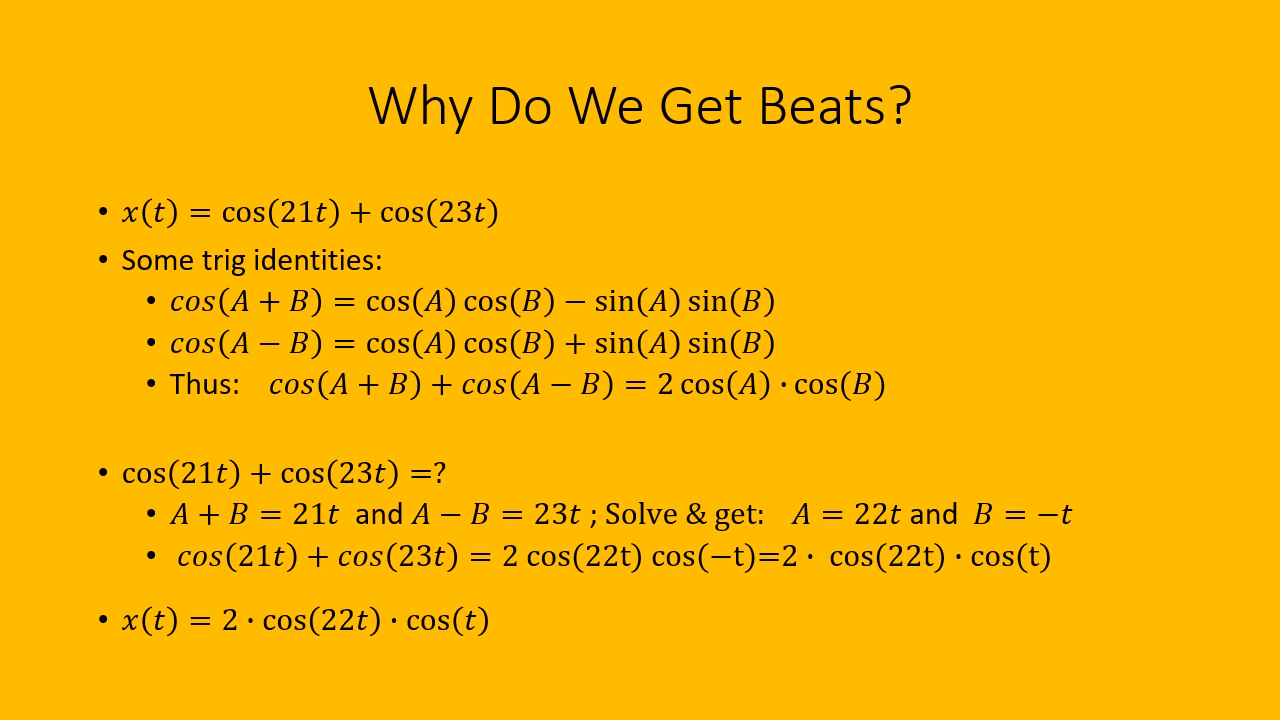 Why Do We Get Beats?
• x(t) = cos(21t) + cos(23t)
• Some trig identities:
• cos(A + B) = cos(A) cos(B) − sin(A) sin(B)
• cos(A − B) = cos(A) cos(B) + sin(A) sin(B)
• Thus: cos(A + B) + cos(A − B) = 2 cos(A) · cos(B)
• cos(21t) + cos(23t) =?
• A + B = 21t and A − B = 23t ; Solve & get: A = 22t and B = −t
• cos(21t) + cos(23t) = 2 cos(22t) cos(−t)=2 · cos(22t) · cos(t)
• x(t) = 2 · cos(22t) · cos(t)